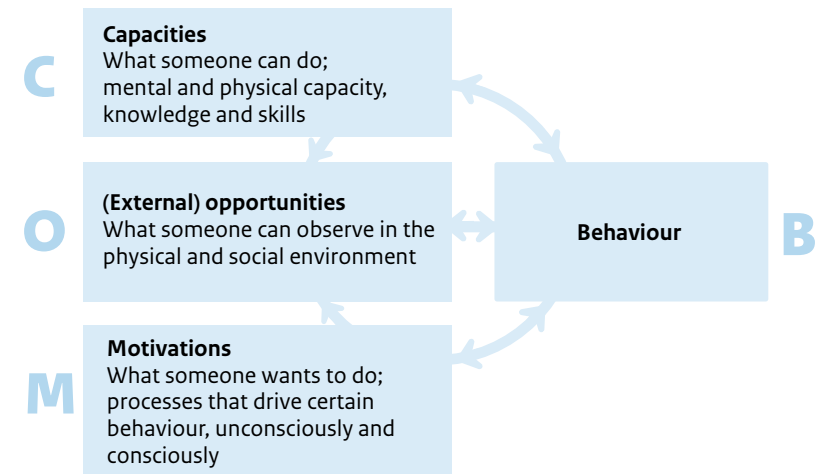 C
Capacities
What someone can do;
mental and physical capacity,
knowledge and skills
O
(External) opportunities
What someone can observe in the
physical and social environment
Behaviour
B
M
Motivations
What someone wants to do;
processes that drive certain
behaviour, unconsciously and
consciously